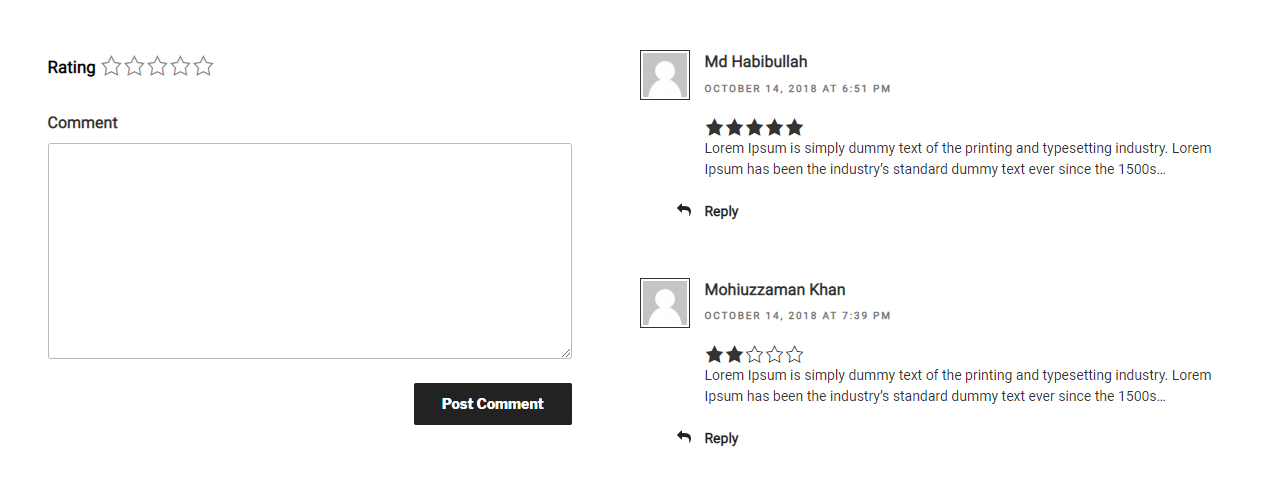 Rating
Comment
Post Comment
Md Habibullah
OCTOBER 14, 2018 AT 6:51 PM
Lorem Ipsum is simply dummy text of the printing and typesetting industry. Lorem
Ipsum has been the industry’s standard dummy text ever since the 1500s…
Reply
Mohiuzzaman Khan
OCTOBER 14, 2018 AT 7:39 PM
Lorem Ipsum is simply dummy text of the printing and typesetting industry. Lorem
Ipsum has been the industry’s standard dummy text ever since the 1500s…
Reply